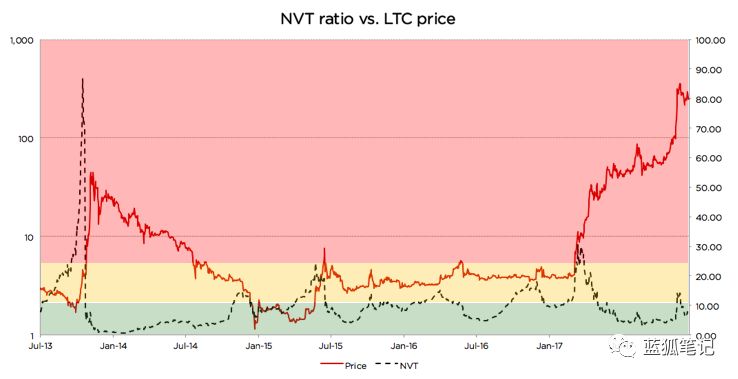 NVT ratio vs. LTC price
1,000
100
10
1
100.00
90.00
80.00
70.00
60.00
50.00
40.00
30.00
20.00
10.00
0.00
Jul-13
Jan-14
Jul-14
Jan-15
Jul-15
Jan-16
Jul-16
Jan-17
Price
NVT
蓝狐笔记